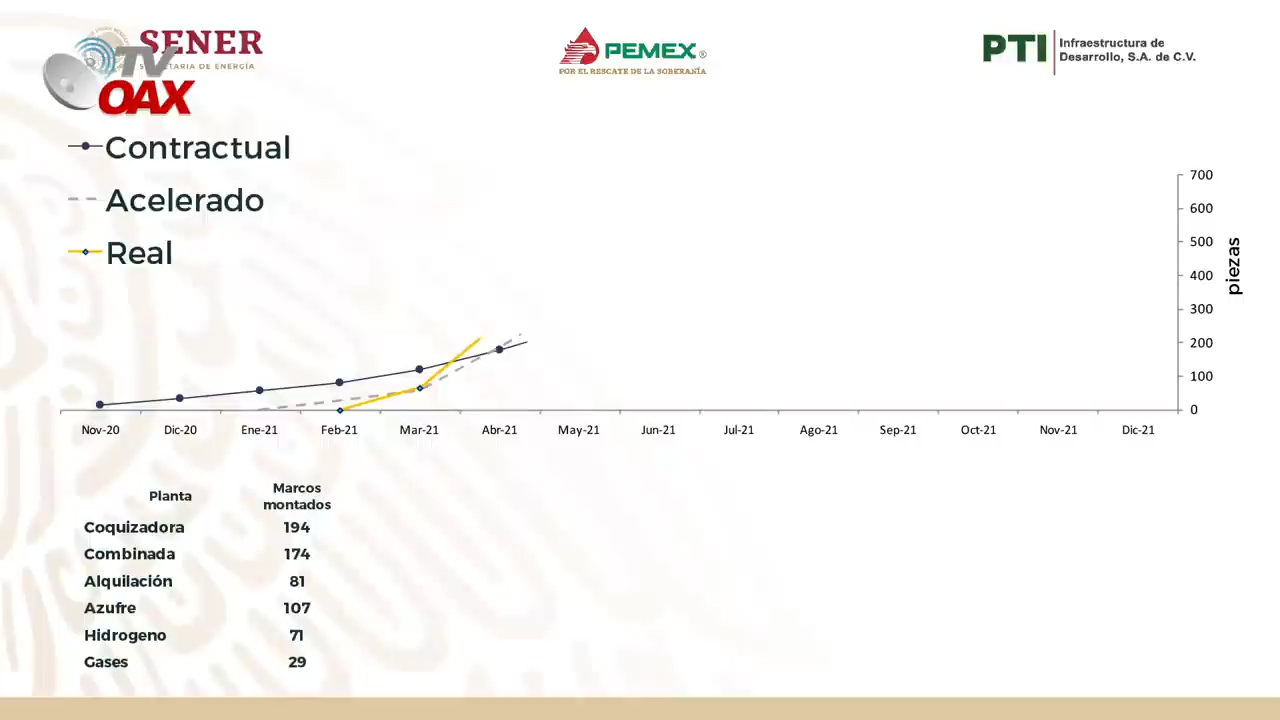 SENER
TARIA DE ENERGÍA
TV
OAX
PEMEX®
POR EL RESCATE DE LA SOBERANÍA
PTI
Infraestructura de
Desarrollo, S.A. de C.V.
Contractual
Acelerado
Real
700
600
500
400
300
200
100
0
piezas
Nov-20 Dic-20 Ene-21 Feb-21 Mar-21 Abr-21 May-21 Jun-21 Jul-21 Ago-21 Sep-21 Oct-21 Nov-21 Dic-21
Planta Marcos montados
Coquizadora 194
Combinada 174
Alquilación 81
Azufre 107
Hidrogeno 71
Gases 29